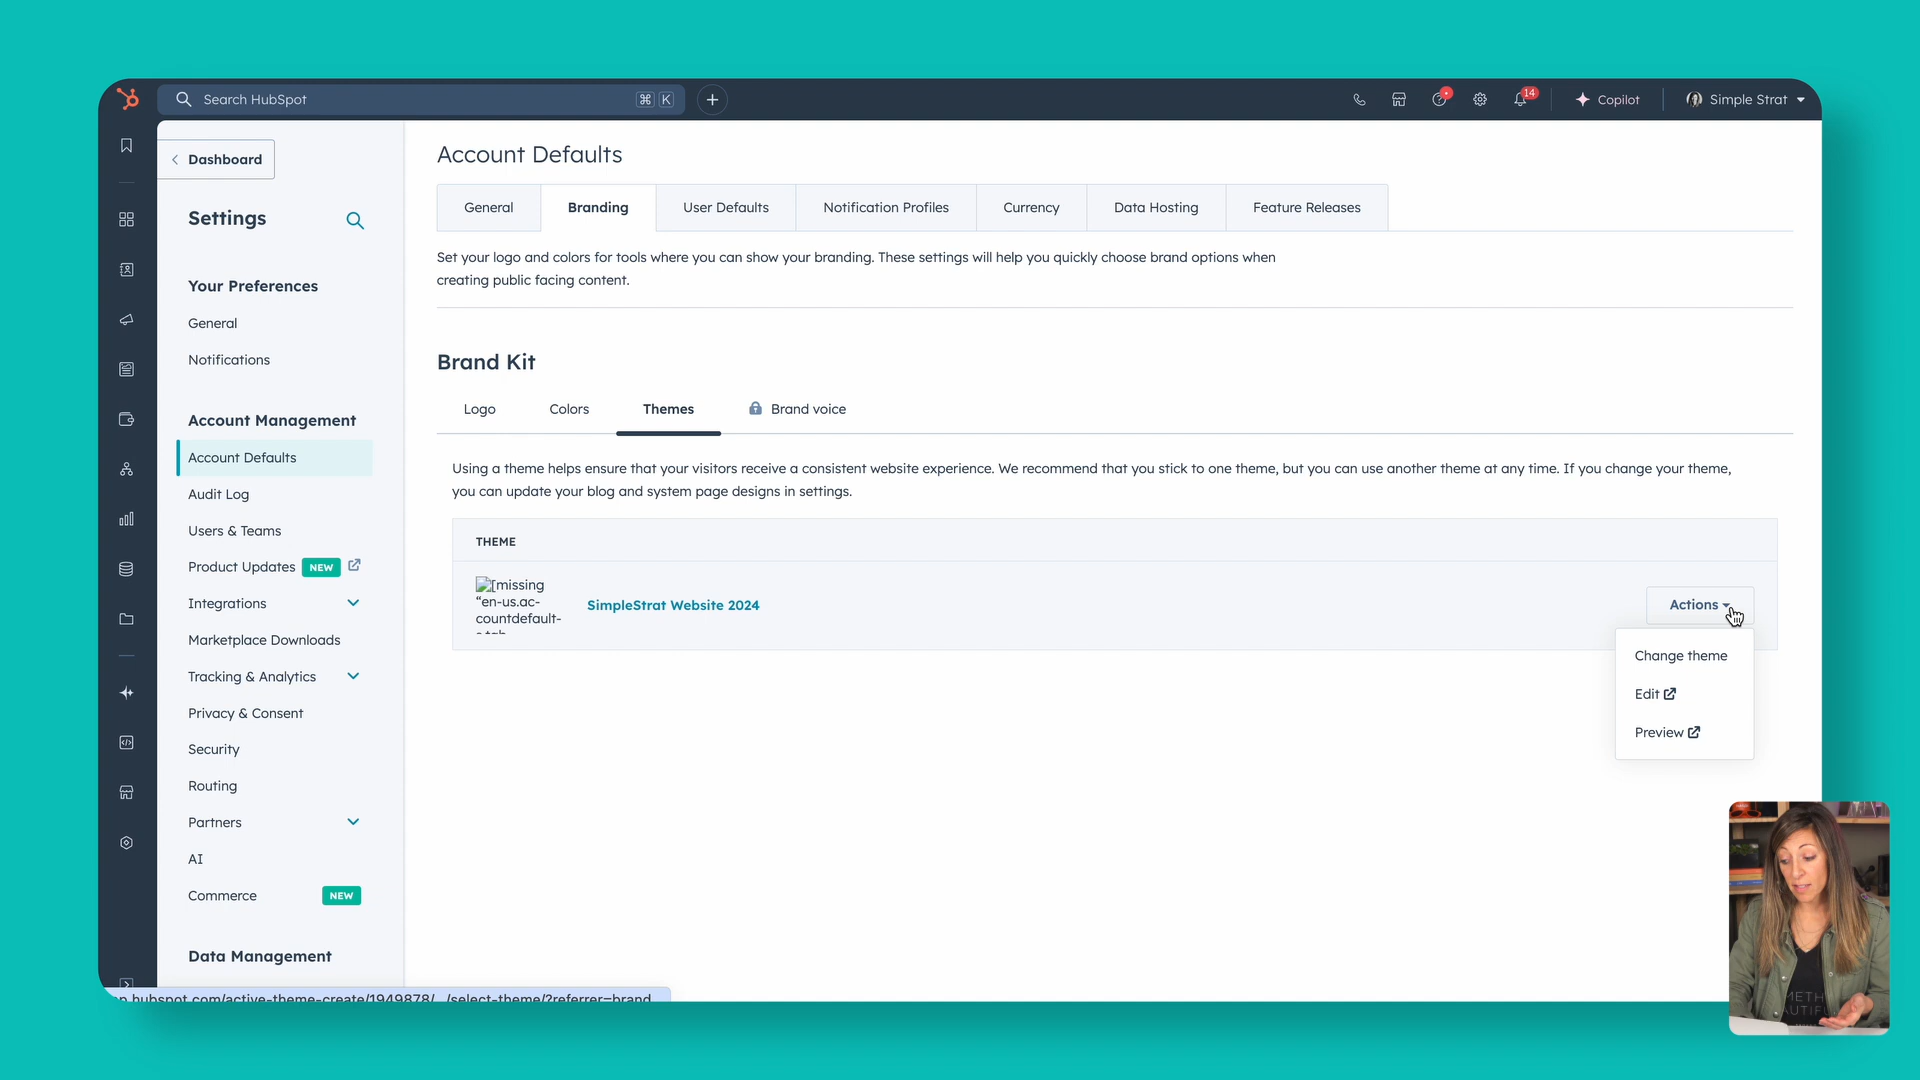 Search HubSpot
⌘ K
14
Copilot
Simple Strat
Dashboard
Settings
Your Preferences
General
Notifications
Account Management
Account Defaults
Audit Log
Users & Teams
Product Updates NEW
Integrations
Marketplace Downloads
Tracking & Analytics
Privacy & Consent
Security
Routing
Partners
AI
Commerce NEW
Data Management
Account Defaults
General
Branding
User Defaults
Notification Profiles
Currency
Data Hosting
Feature Releases
Set your logo and colors for tools where you can show your branding. These settings will help you quickly choose brand options when
creating public facing content.
Brand Kit
Logo
Colors
Themes
Brand voice
Using a theme helps ensure that your visitors receive a consistent website experience. We recommend that you stick to one theme, but you can use another theme at any time. If you change your theme,
you can update your blog and system page designs in settings.
THEME
[missing
“en-us.ac-
countdefault-
SimpleStrat Website 2024
Actions
Change theme
Edit
Preview
hubspot.com/active-theme-create/1949878/ /select-theme/?referrer=brand